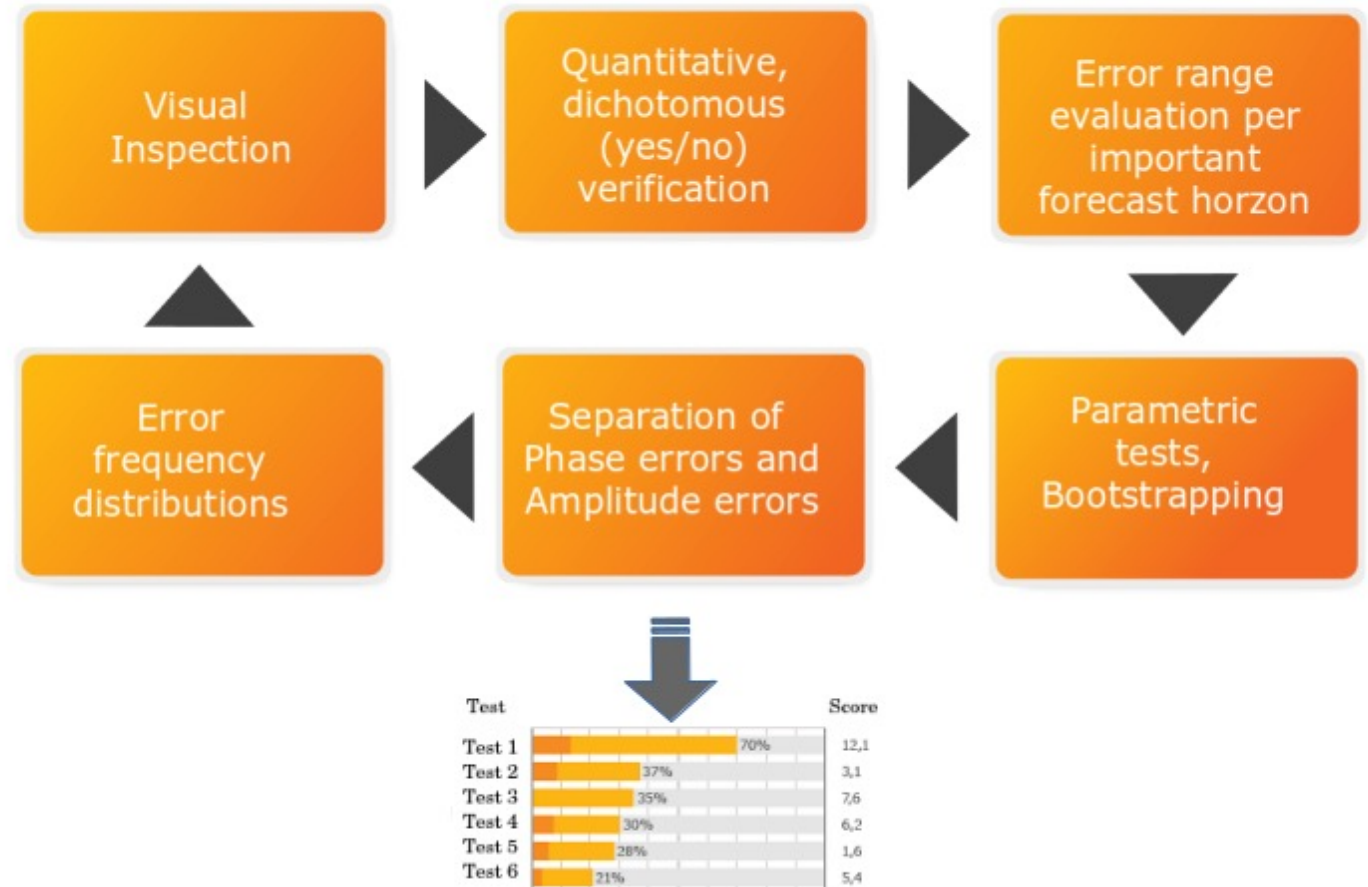 Visual
Inspection
Quantitative,
dichotomous
(yes/no)
verification
Error range
evaluation per
important
forecast horzon
Parametric
tests,
Bootstrapping
Separation of
Phase errors and
Amplitude errors
Error
frequency
distributions
Test Score
Test 1 70% 12,1
Test 2 37% 3,1
Test 3 35% 7,6
Test 4 30% 6,2
Test 5 28% 1,6
Test 6 21% 5,4